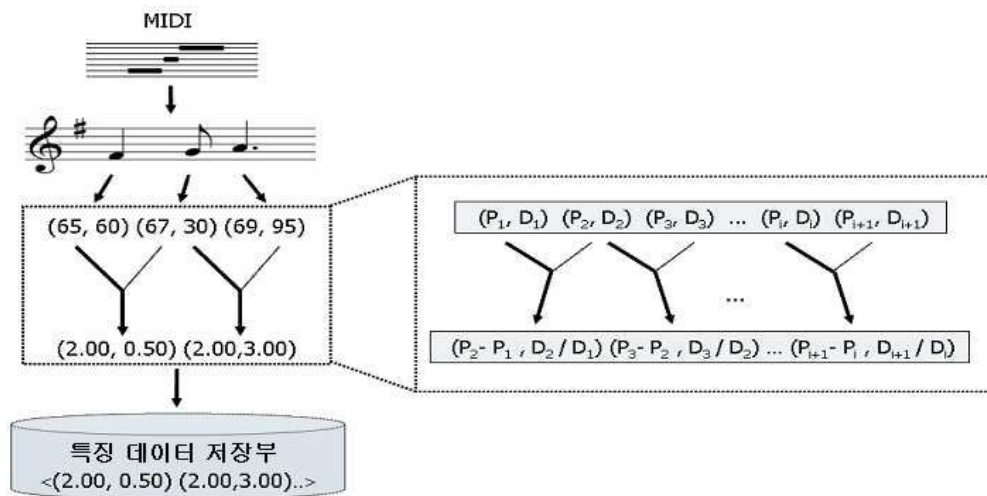 MIDI
(65, 60) (67, 30) (69, 95)
(2.00, 0.50) (2.00,3.00)
특징 데이터 저장부
<(2.00, 0.50) (2.00,3.00)..>
(P₁, D₁) (P₂, D₂) (P₃, D₃) ... (Pᵢ, Dᵢ) (Pᵢ₊₁, Dᵢ₊₁)
...
(P₂- P₁ , D₂ / D₁) (P₃- P₂ , D₃ / D₂) ... (Pᵢ₊₁- Pᵢ , Dᵢ₊₁ / Dᵢ)